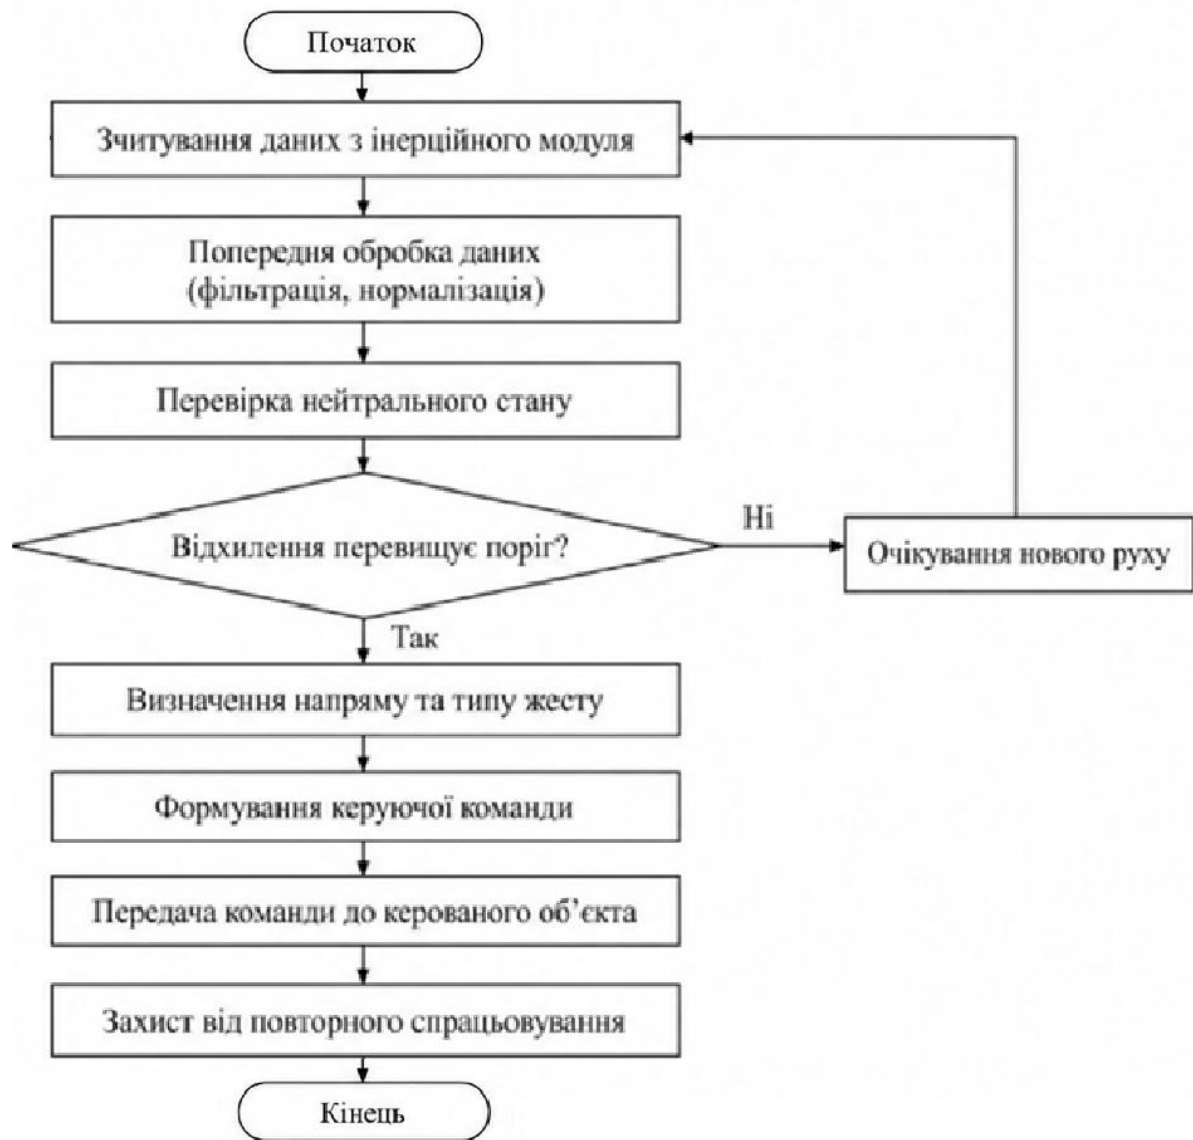 Початок
Зчитування даних з інерційного модуля
Попередня обробка даних
(фільтрація, нормалізація)
Перевірка нейтрального стану
Відхилення перевищує поріг?
Ні
Очікування нового руху
Так
Визначення напряму та типу жесту
Формування керуючої команди
Передача команди до керованого об’єкта
Захист від повторного спрацьовування
Кінець